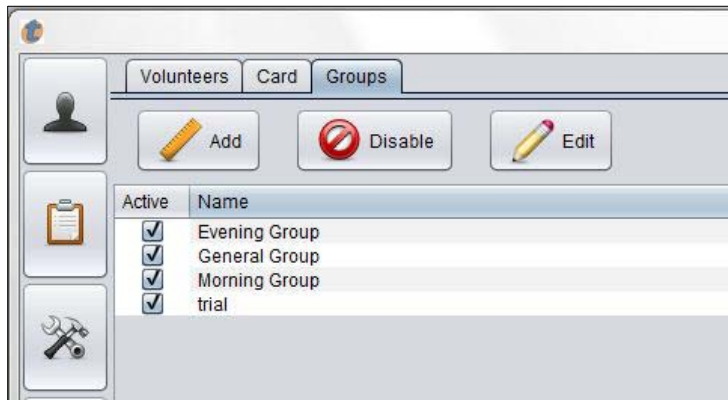 Volunteers Card Groups
Add Disable Edit
Active Name
Evening Group
General Group
Morning Group
trial